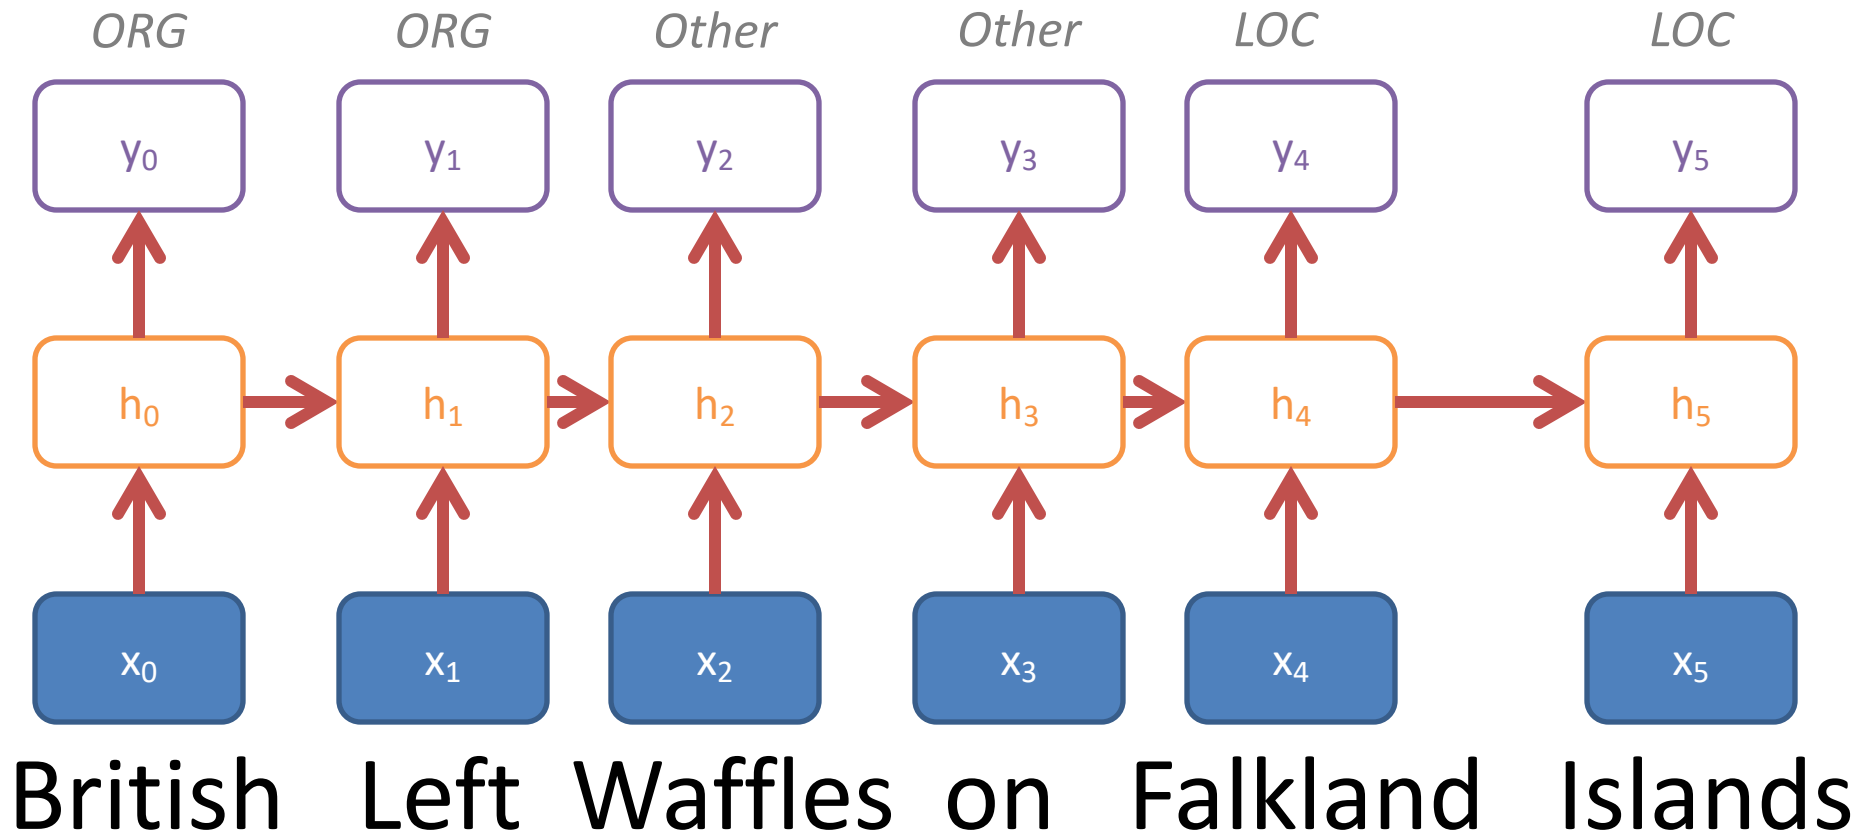 ORG ORG Other Other LOC LOC
y₀ y₁ y₂ y₃ y₄ y₅
h₀ h₁ h₂ h₃ h₄ h₅
x₀ x₁ x₂ x₃ x₄ x₅
British Left Waffles on Falkland Islands